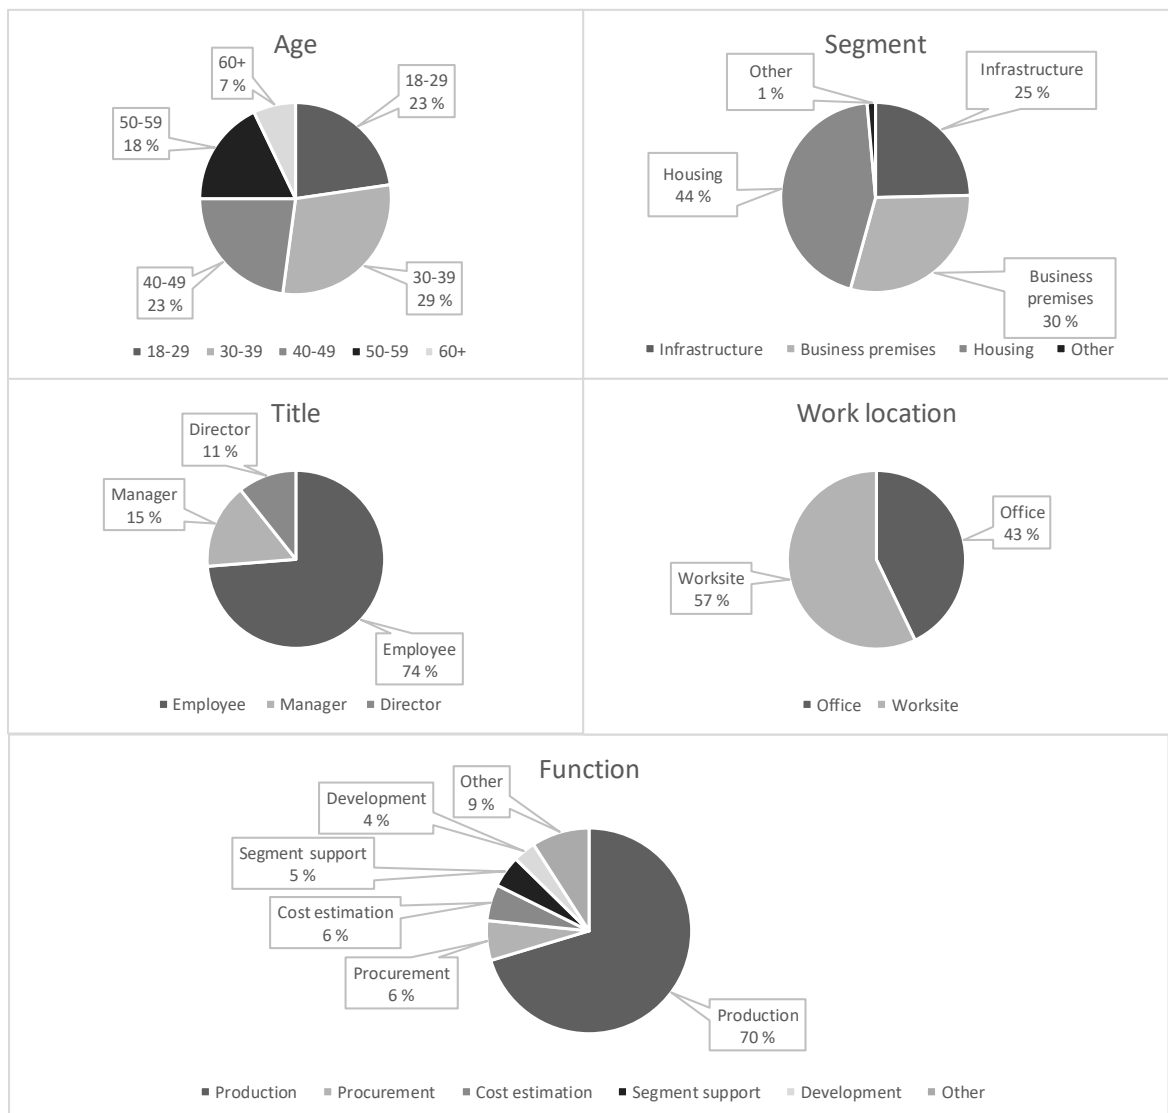 Age
60+
7 %
18-29
23 %
50-59
18 %
40-49
23 %
30-39
29 %
18-29 30-39 40-49 50-59 60+
Segment
Other
1 %
Infrastructure
25 %
Housing
44 %
Business
premises
30 %
Infrastructure Business premises Housing Other
Title
Director
11 %
Manager
15 %
Employee
74 %
Employee Manager Director
Work location
Office
43 %
Worksite
57 %
Office Worksite
Function
Other
9 %
Development
4 %
Segment support
5 %
Cost estimation
6 %
Procurement
6 %
Production
70 %
Production Procurement Cost estimation Segment support Development Other